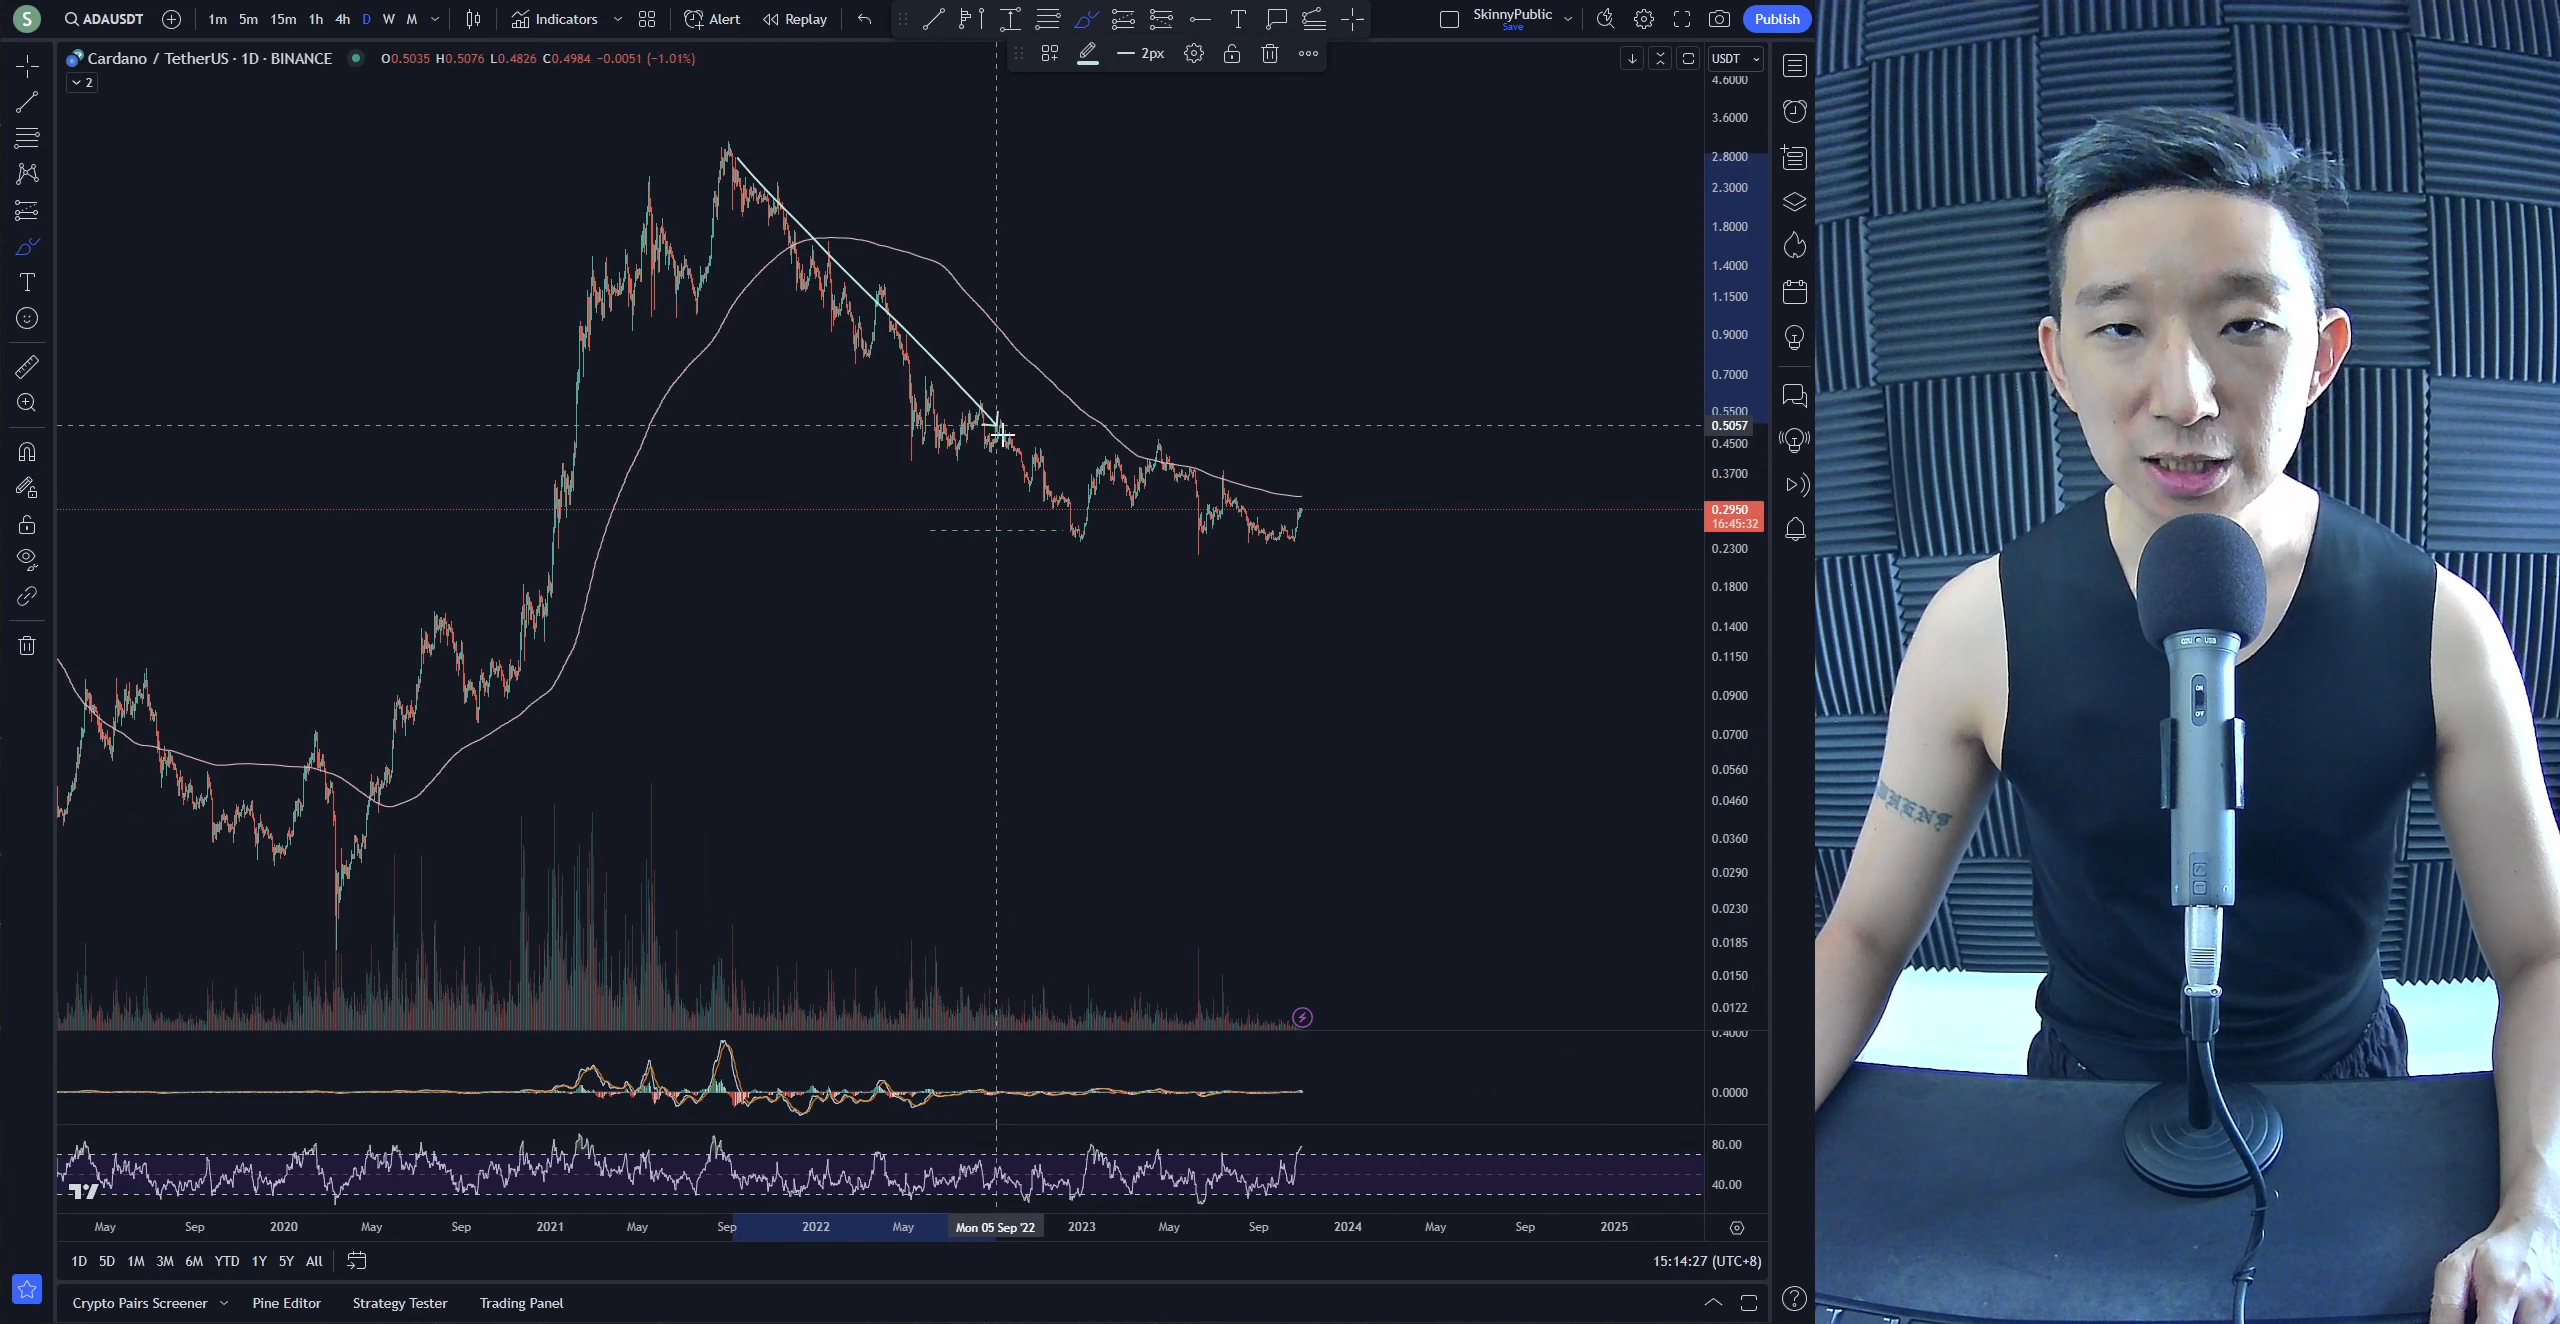 S
ADAUSDT
1m 5m 15m 1h 4h D W M
Indicators
Alert
Replay
SkinnyPublic
Save
Publish
2px
Cardano / TetherUS · 1D · BINANCE
O0.5035 H0.5076 L0.4826 C0.4984 −0.0051 (−1.01%)
2
USDT
4.6000
3.6000
2.8000
2.3000
1.8000
1.4000
1.1500
0.9000
0.7000
0.5500
0.5057
0.4500
0.3700
0.2950
16:45:32
0.2300
0.1800
0.1400
0.1150
0.0900
0.0700
0.0560
0.0460
0.0360
0.0290
0.0230
0.0185
0.0150
0.0122
0.4000
0.0000
80.00
40.00
May Sep 2020 May Sep 2021 May Sep 2022 May Mon 05 Sep '22 2023 May Sep 2024 May Sep 2025
1D 5D 1M 3M 6M YTD 1Y 5Y All
15:14:27 (UTC+8)
Crypto Pairs Screener Pine Editor Strategy Tester Trading Panel
ON
OFF